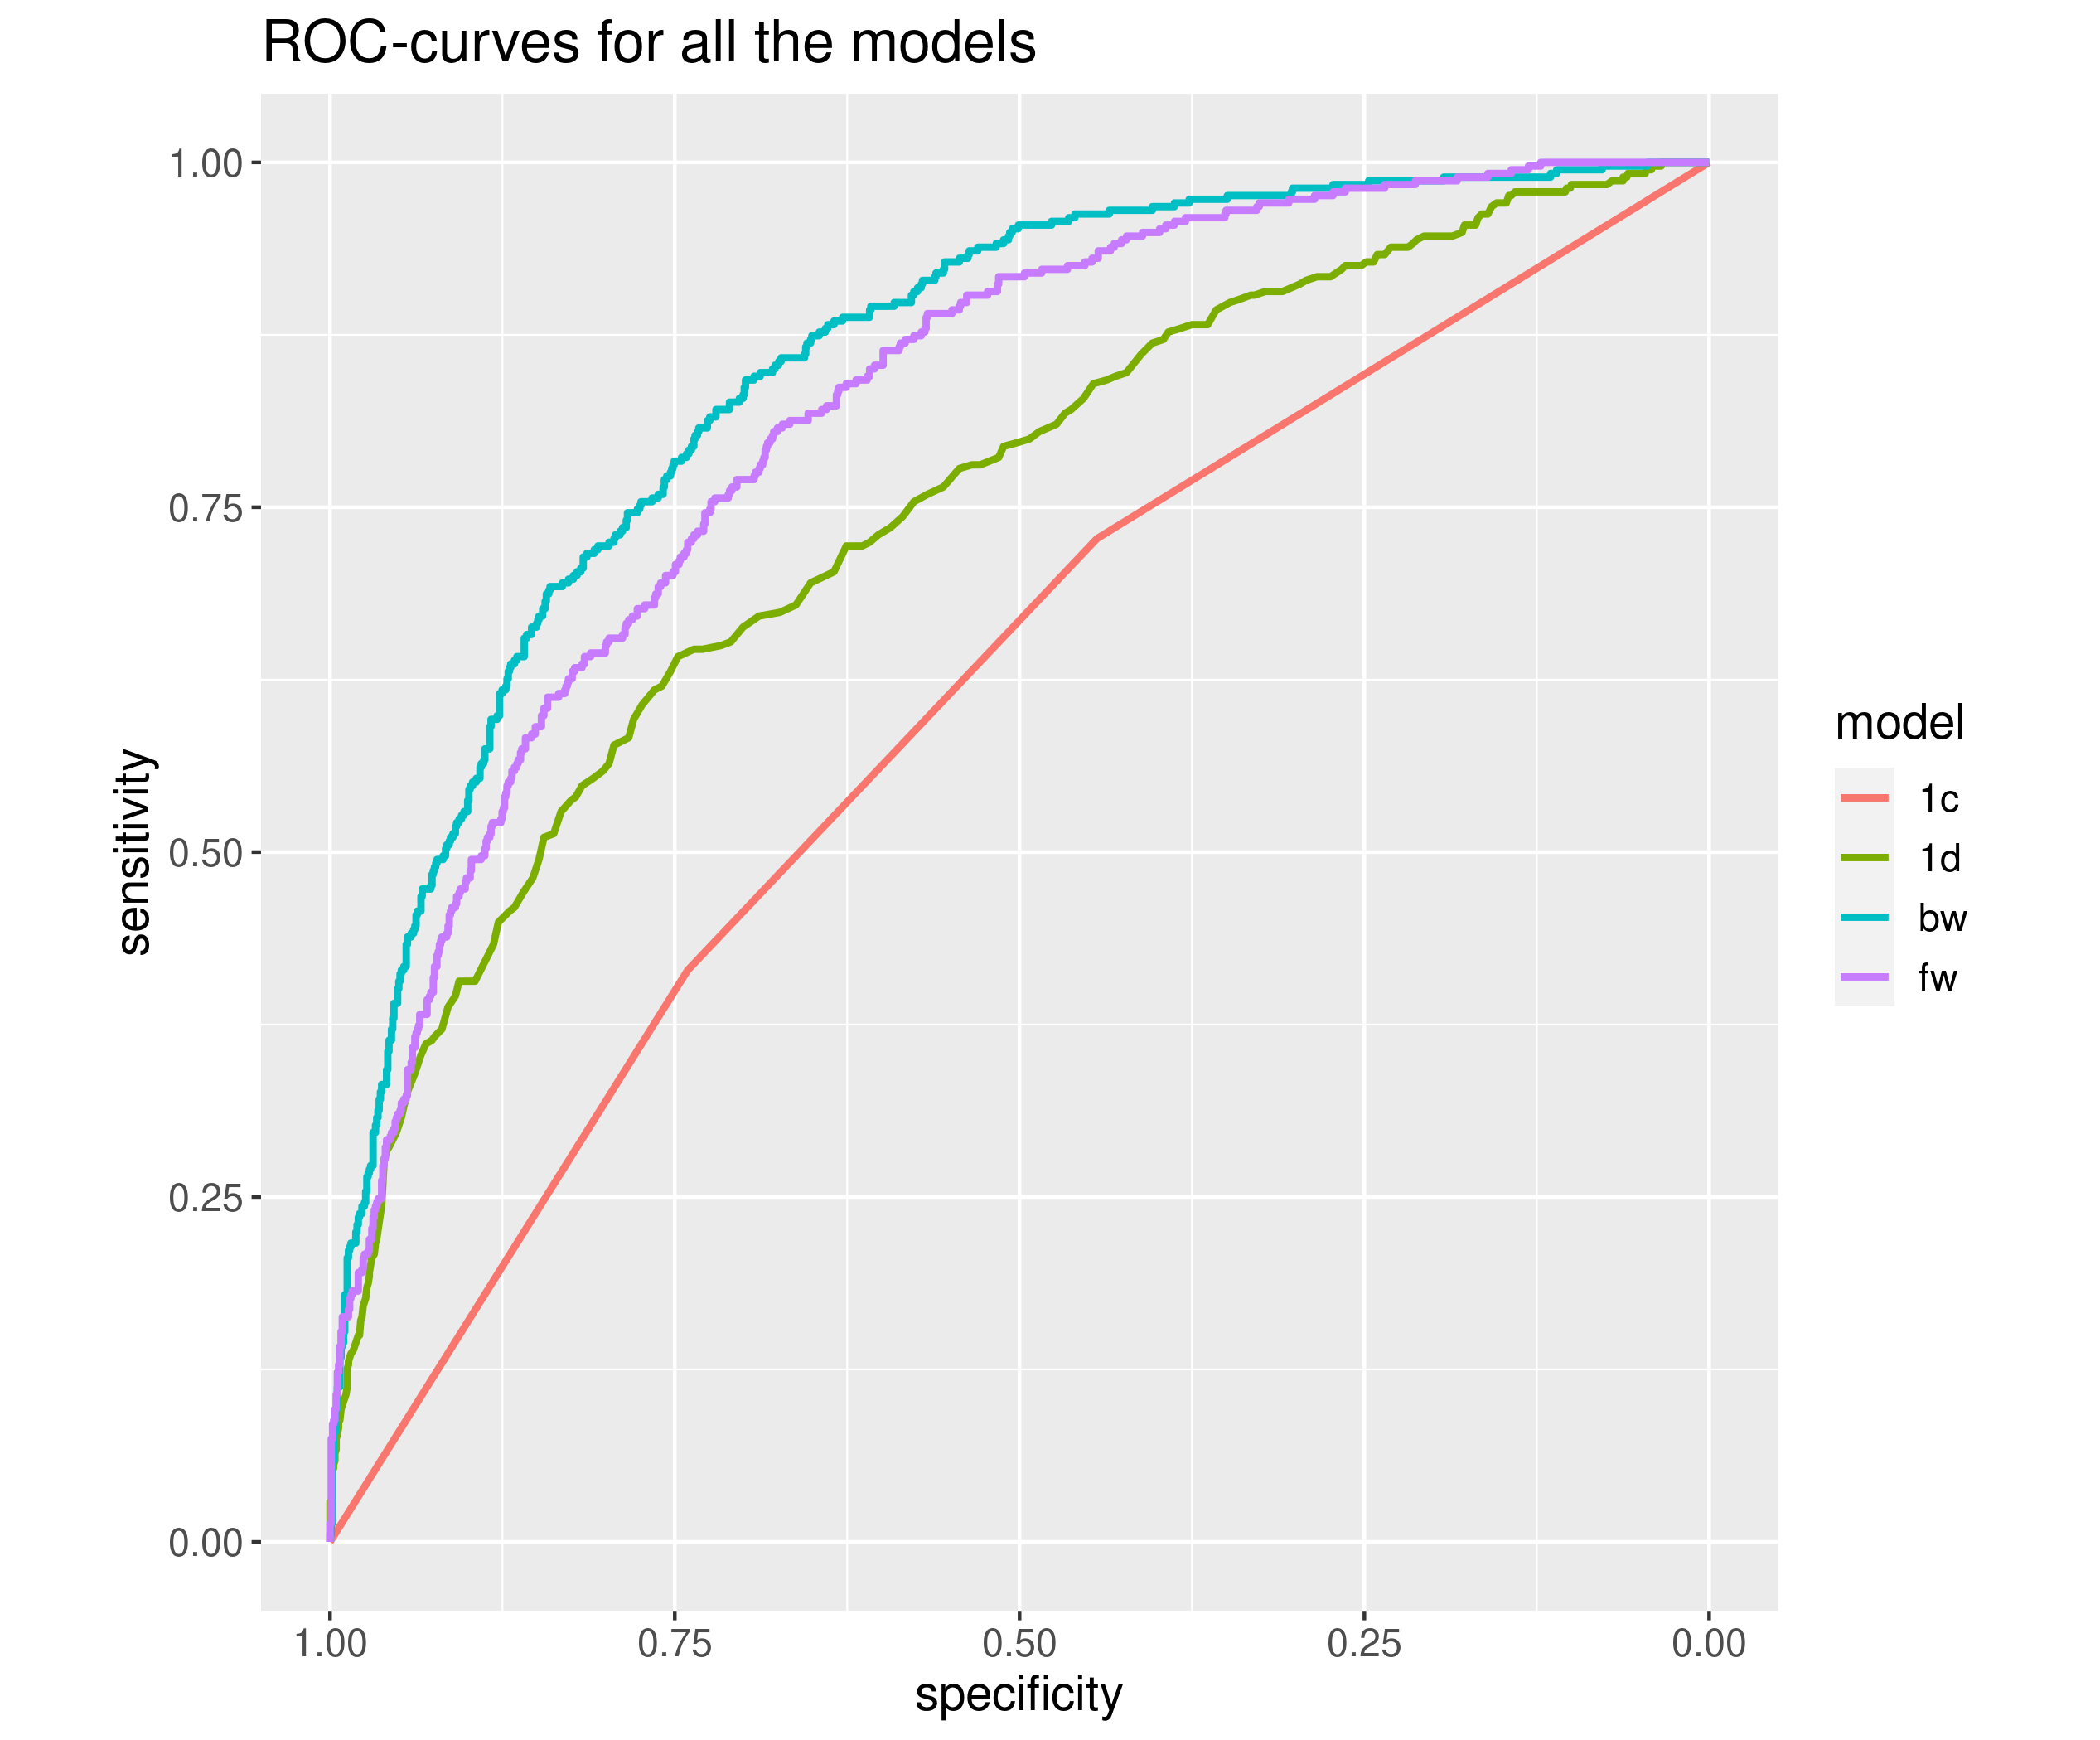 ROC-curves for all the models
1.00
0.75
0.50
0.25
0.00
sensitivity
1.00 0.75 0.50 0.25 0.00
specificity
model
1c
1d
bw
fw